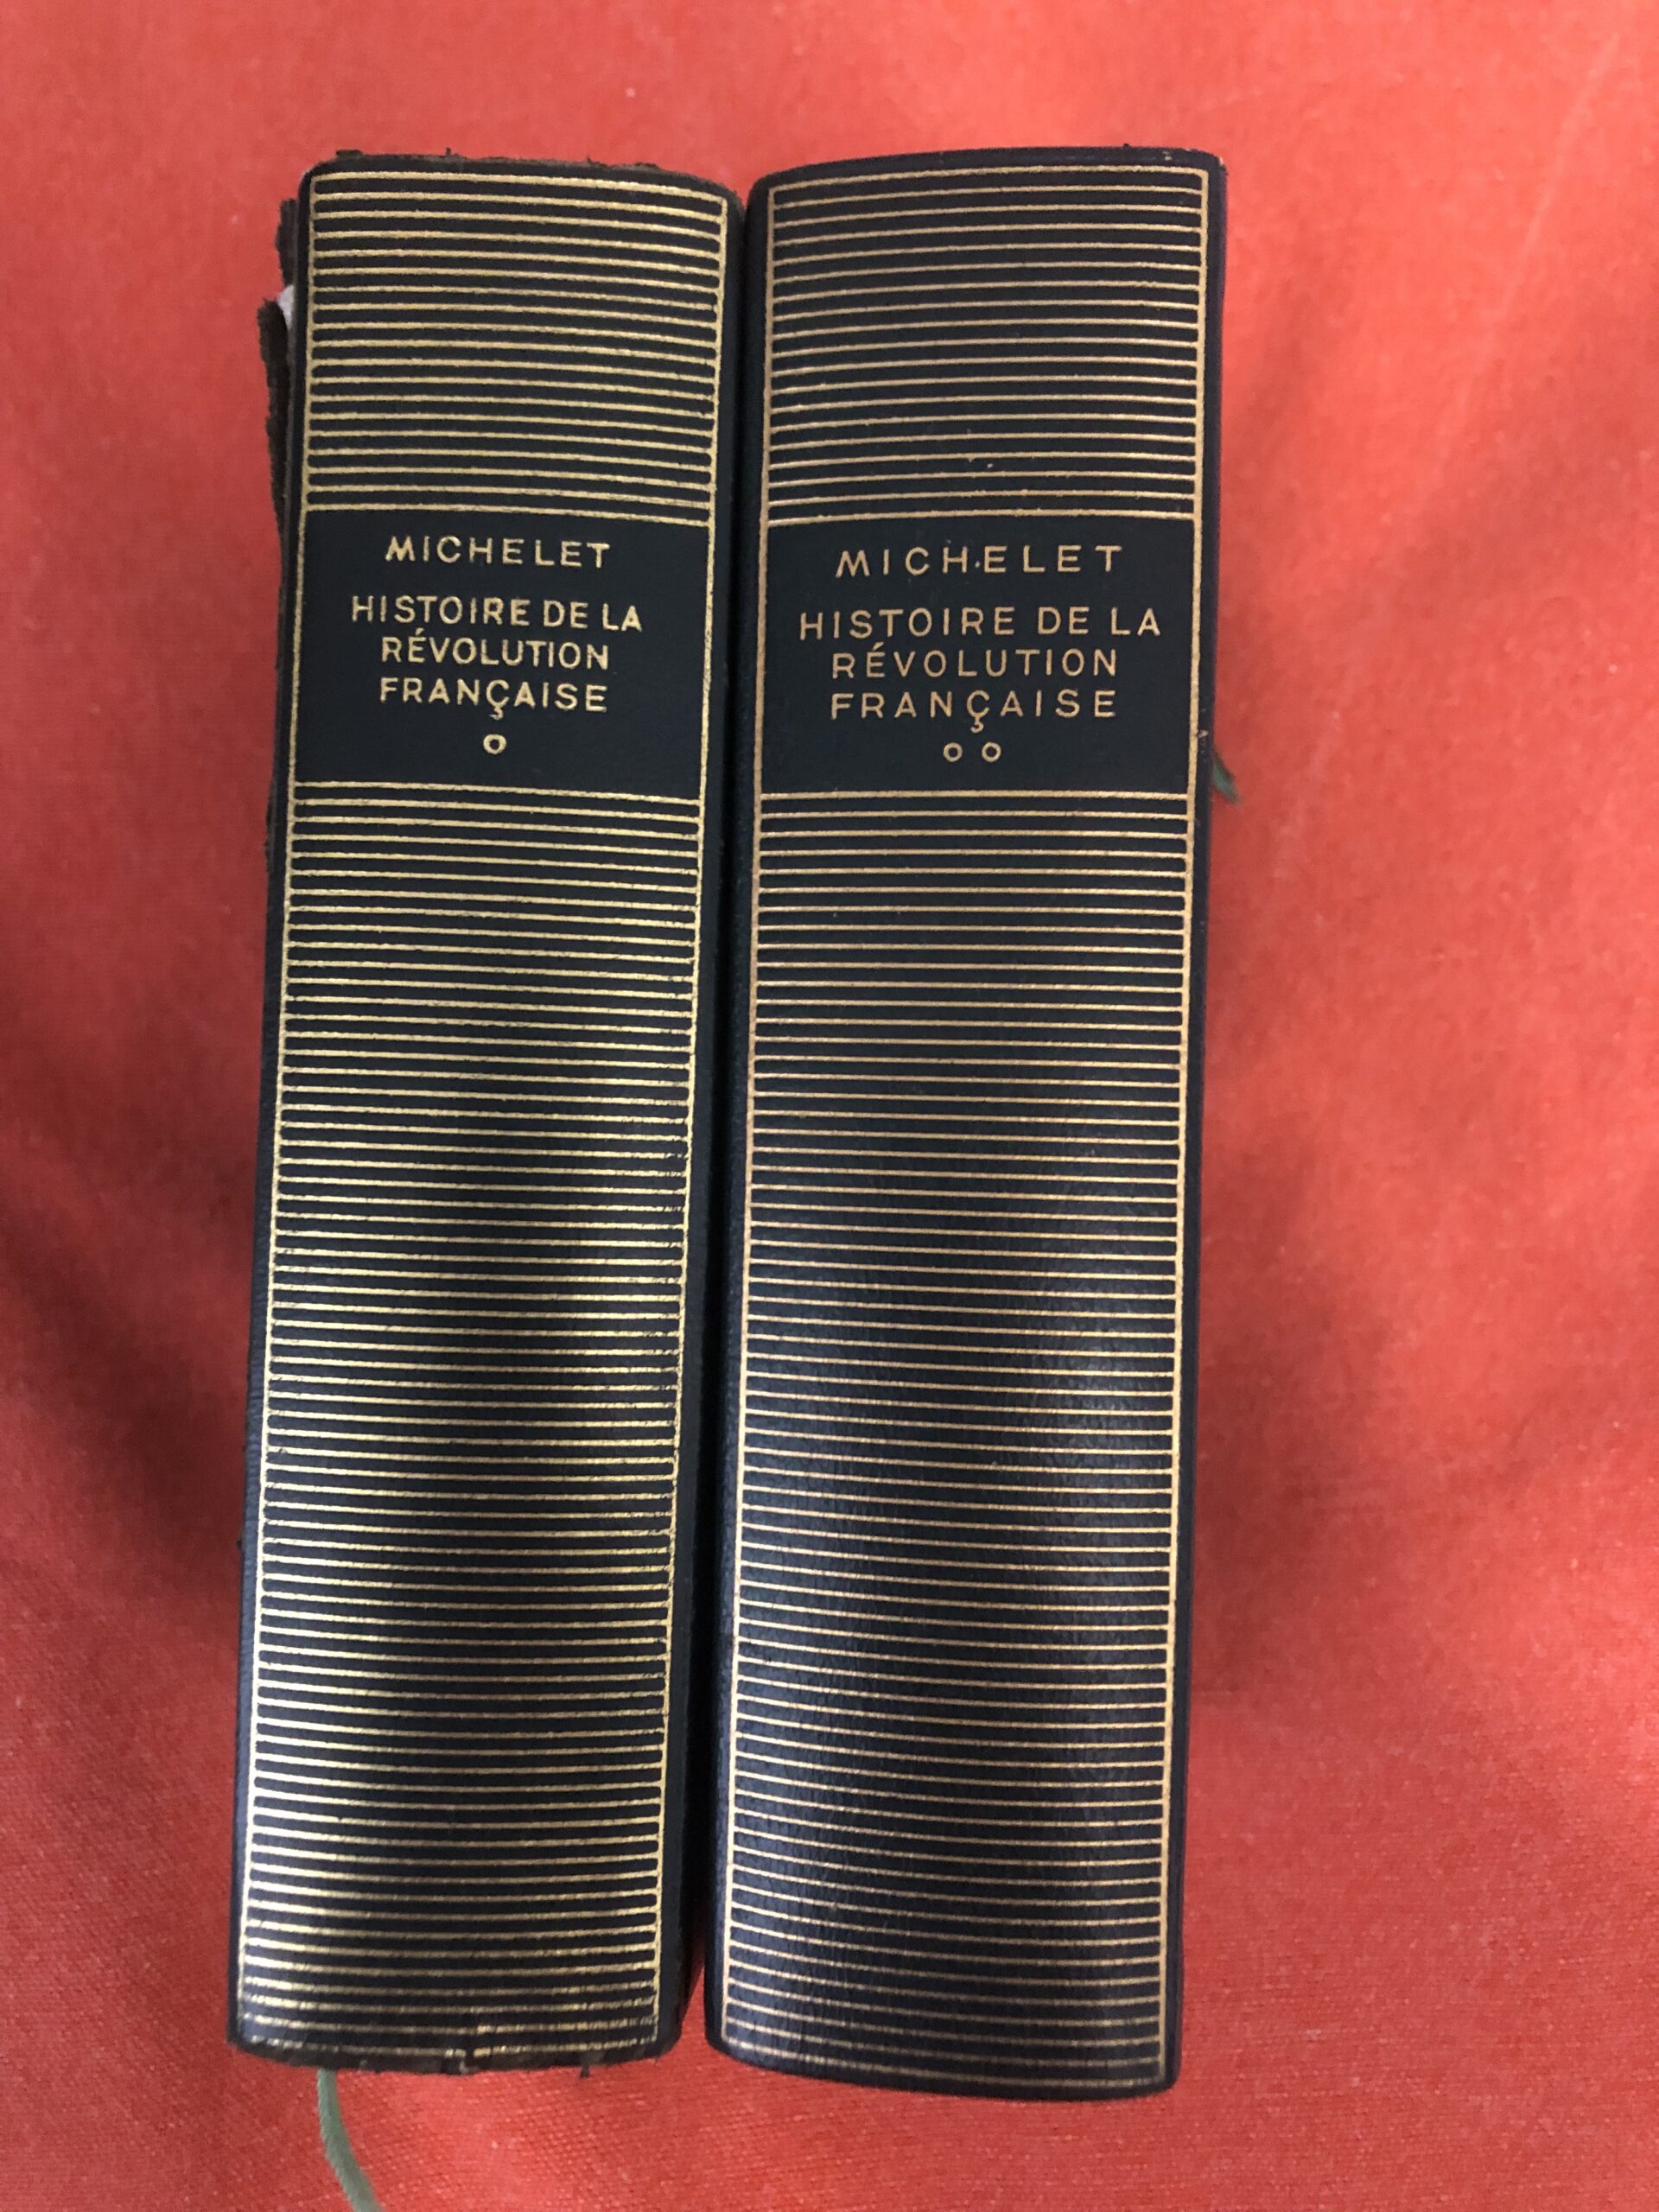 MICHELET
HISTOIRE DE LA
RÉVOLUTION
FRANÇAISE
MICHELET
HISTOIRE DE LA
RÉVOLUTION
FRANÇAISE